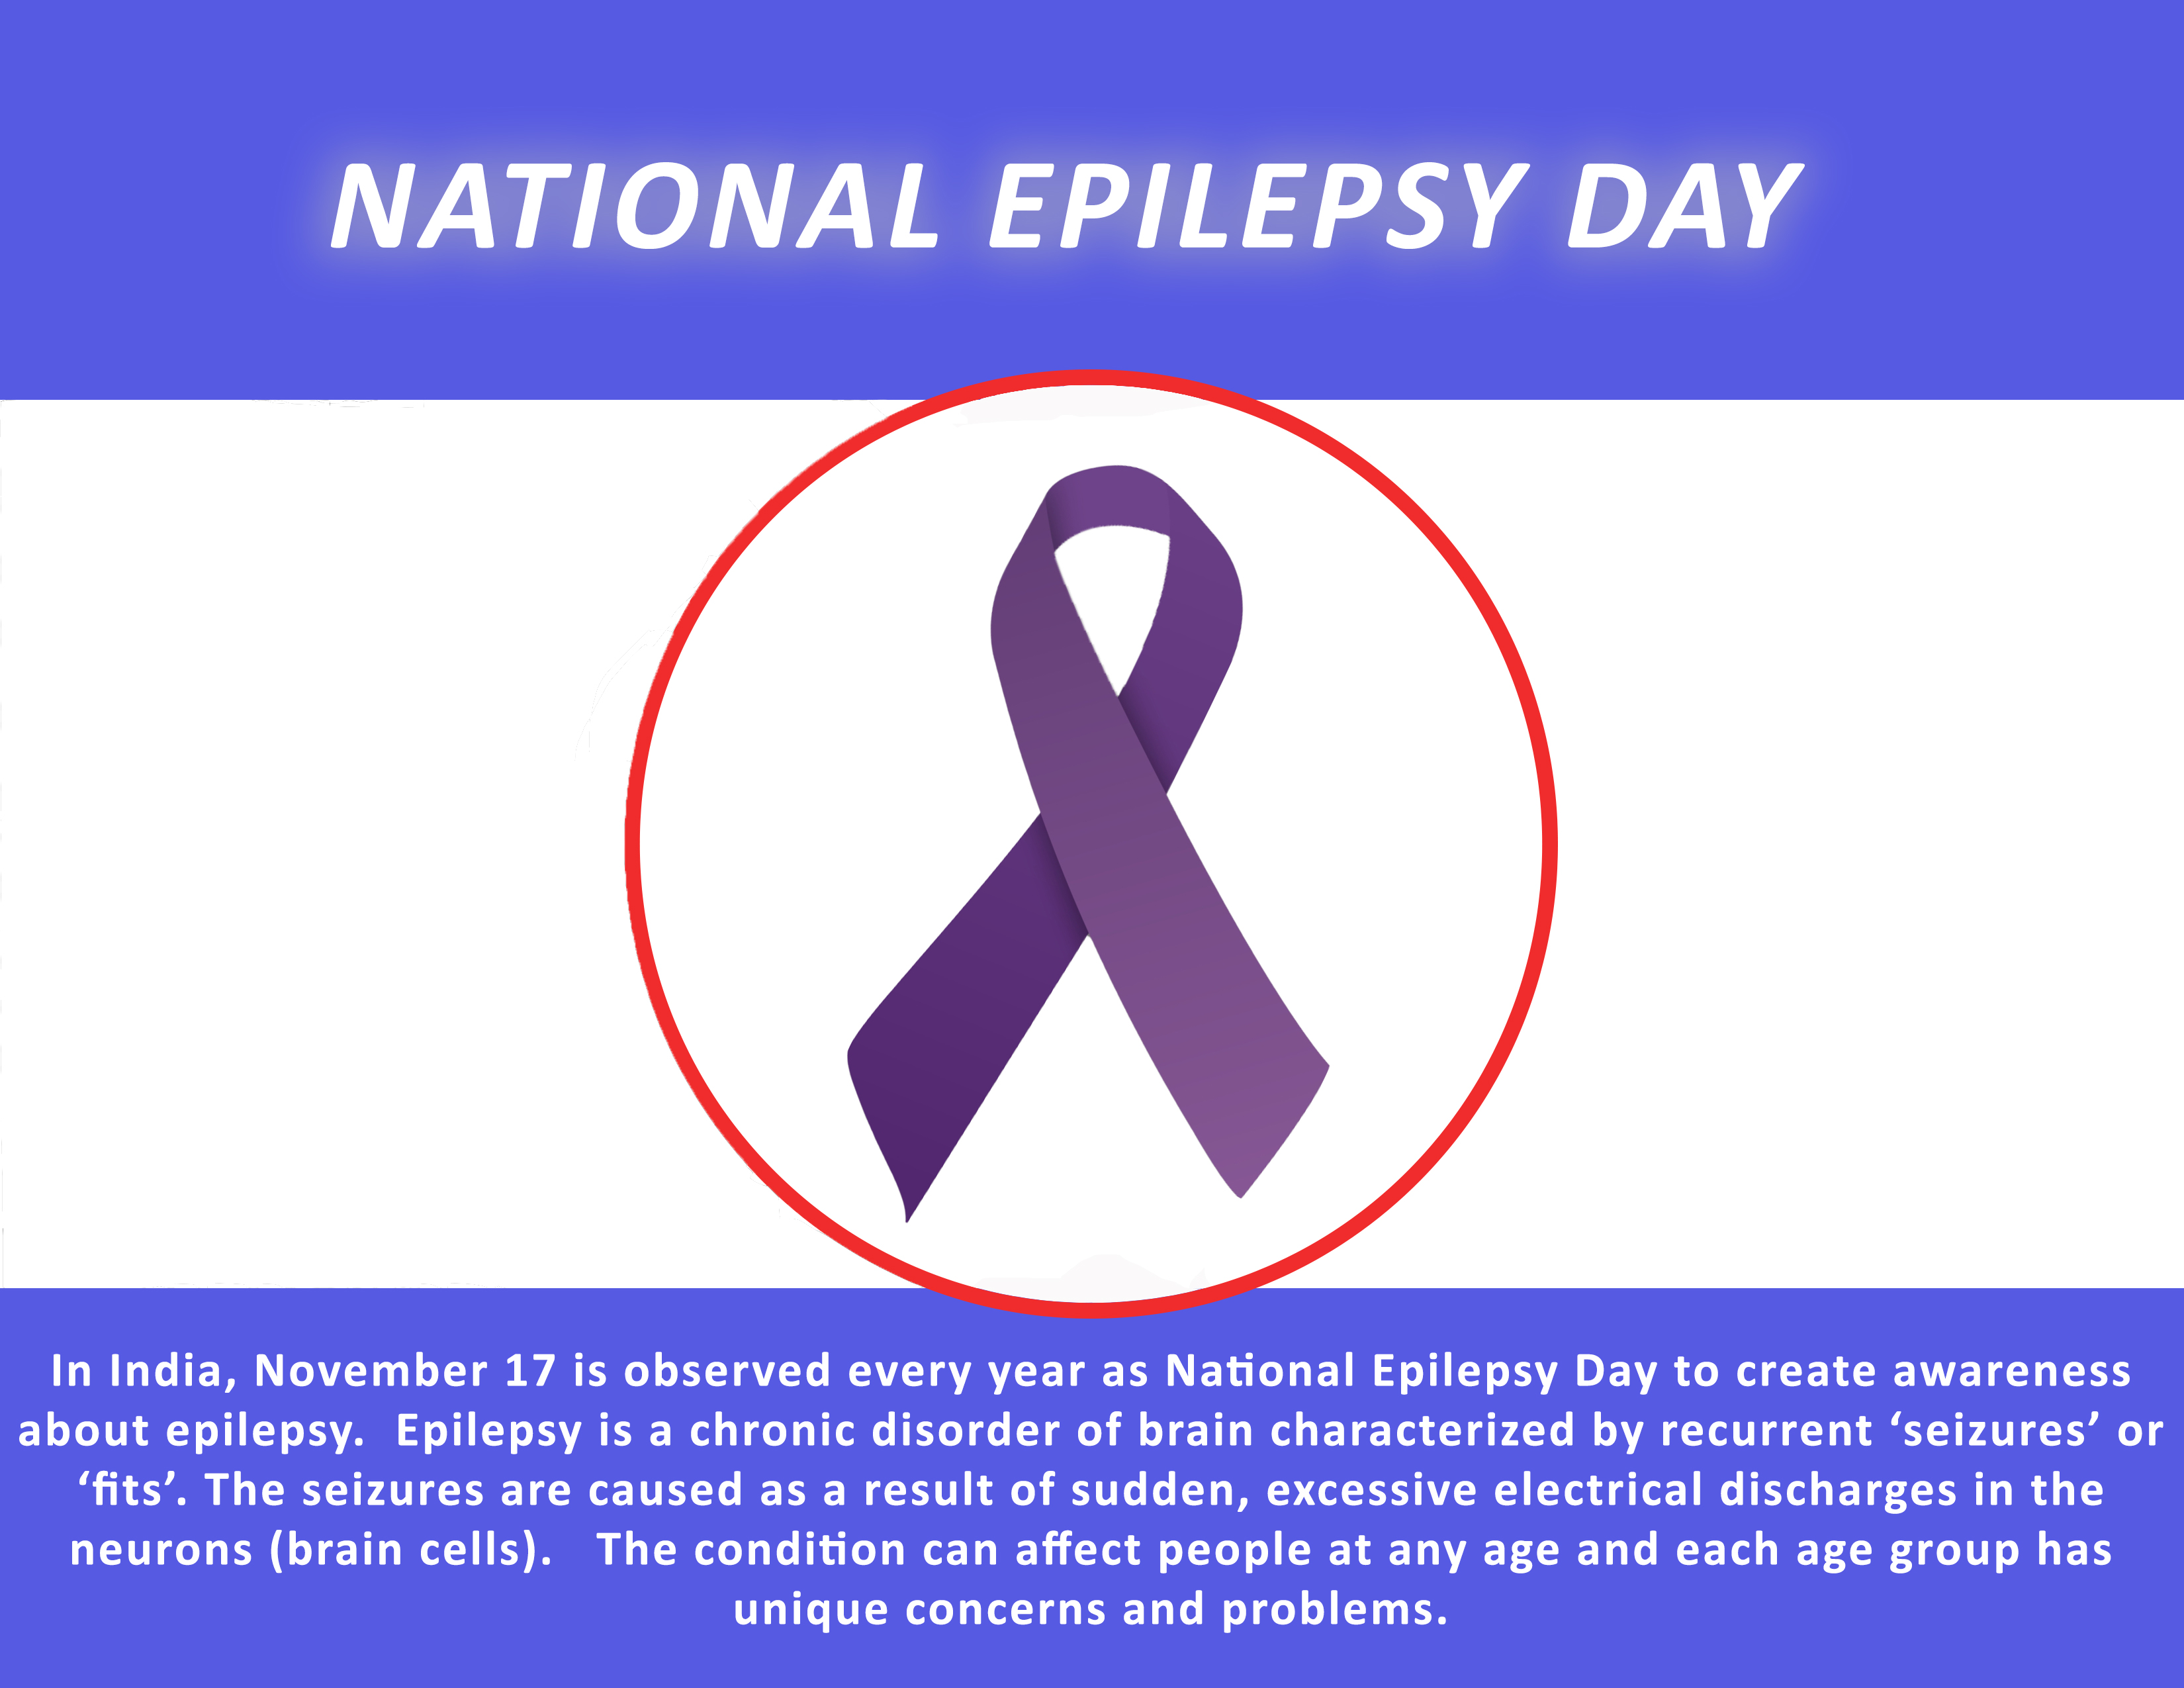 NATIONAL EPILEPSY DAY
In India, November 17 is observed every year as National Epilepsy Day to create awareness
about epilepsy.  Epilepsy is a chronic disorder of brain characterized by recurrent ‘seizures’ or
‘fits’. The seizures are caused as a result of sudden, excessive electrical discharges in the
neurons (brain cells).   The condition can affect people at any age and each age group has
unique concerns and problems.